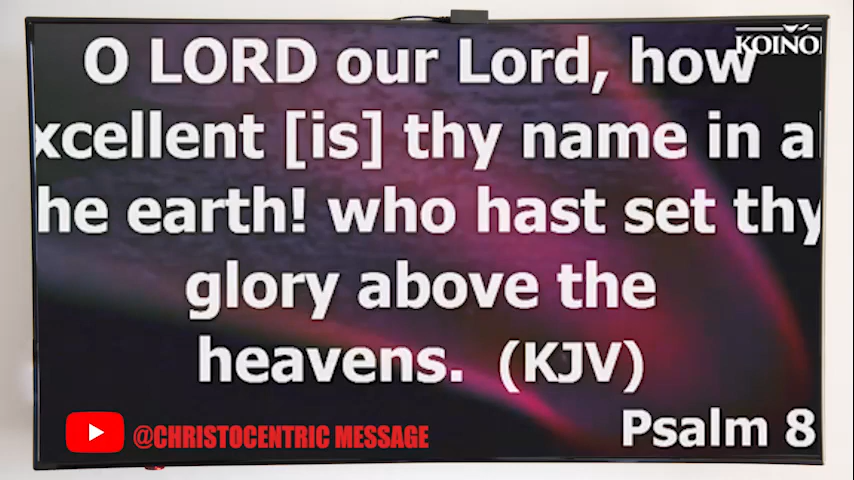 KOINO
O LORD our Lord, how
xcellent [is] thy name in a
he earth! who hast set thy
glory above the
heavens. (KJV)
Psalm 8
@CHRISTOCENTRIC MESSAGE